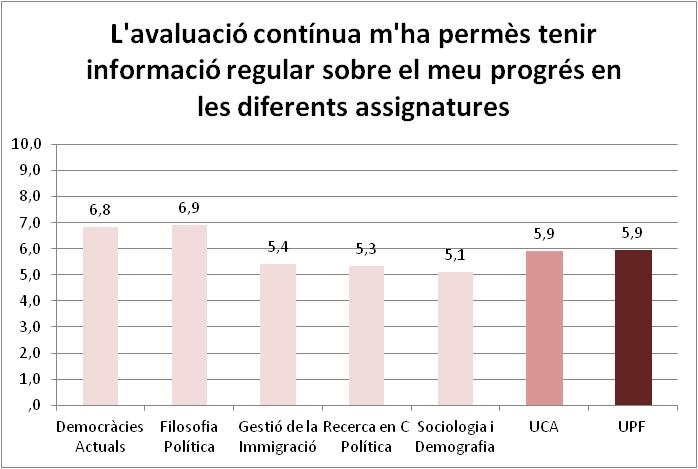 L'avaluació contínua m'ha permès tenir
informació regular sobre el meu progrés en
les diferents assignatures
10,0
9,0
8,0
7,0
6,0
5,0
4,0
3,0
2,0
1,0
,0
6,8
6,9
5,4
5,3
5,1
5,9
5,9
Democràcies
Actuals
Filosofia
Política
Gestió de la
Immigració
Recerca en C
Política
Sociologia i
Demografia
UCA
UPF